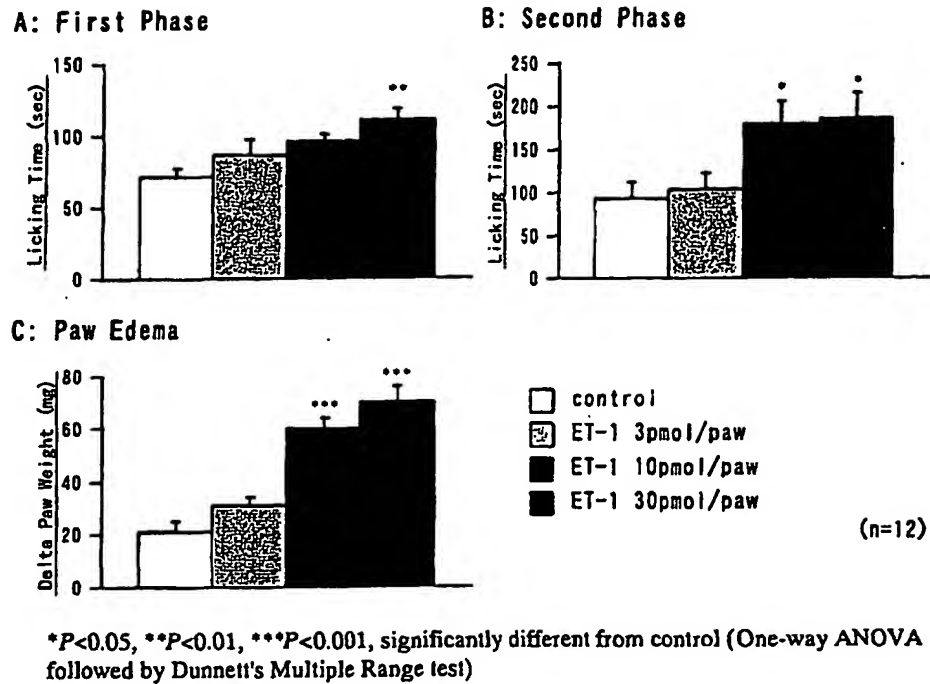 A: First Phase
Licking Time (sec)
150
100
50
0
**
B: Second Phase
Licking Time (sec)
250
200
150
100
50
0
*
*
C: Paw Edema
Delta Paw Weight (mg)
80
60
40
20
0
***
***
control
ET-1 3pmol/paw
ET-1 10pmol/paw
ET-1 30pmol/paw
(n=12)
*P<0.05, **P<0.01, ***P<0.001, significantly different from control (One-way ANOVA
followed by Dunnett's Multiple Range test)